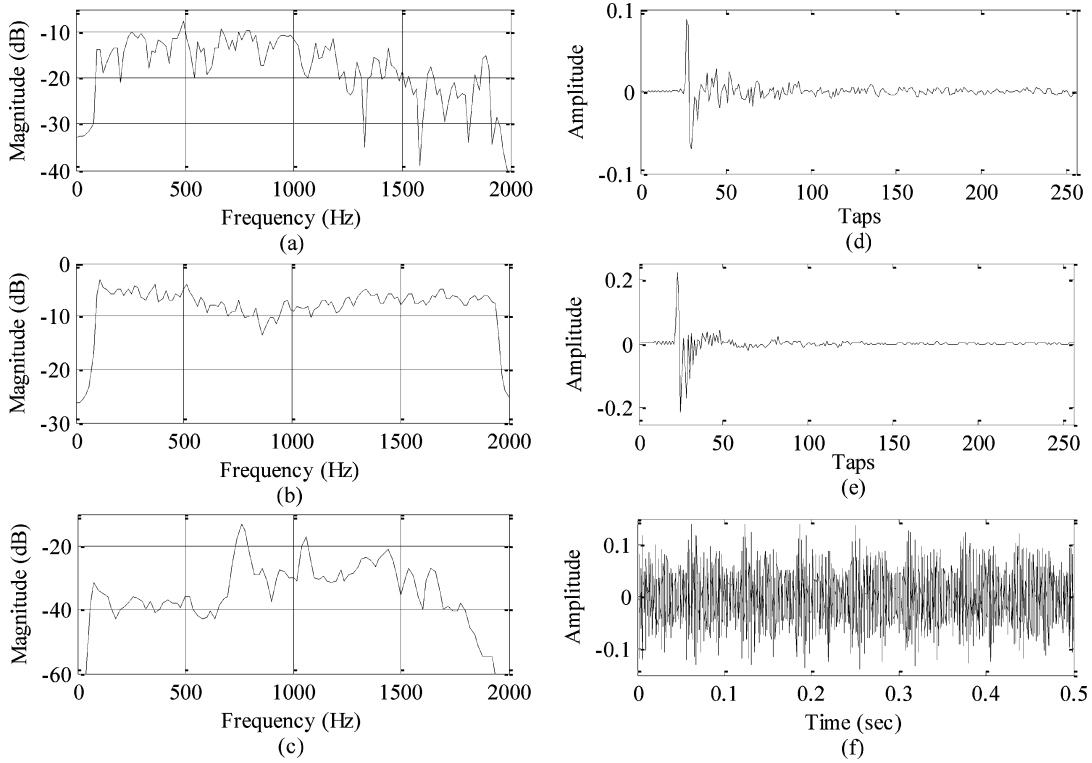 Magnitude (dB)
-10
-20
-30
-40
0
500
1000
1500
2000
Frequency (Hz)
(a)
Amplitude
0.1
0
-0.1
0
50
100
150
200
250
Taps
(d)
Magnitude (dB)
0
-10
-20
-30
0
500
1000
1500
2000
Frequency (Hz)
(b)
Amplitude
0.2
0
-0.2
0
50
100
150
200
250
Taps
(e)
Magnitude (dB)
-20
-40
-60
0
500
1000
1500
2000
Frequency (Hz)
(c)
Amplitude
0.1
0
-0.1
0
0.1
0.2
0.3
0.4
0.5
Time (sec)
(f)